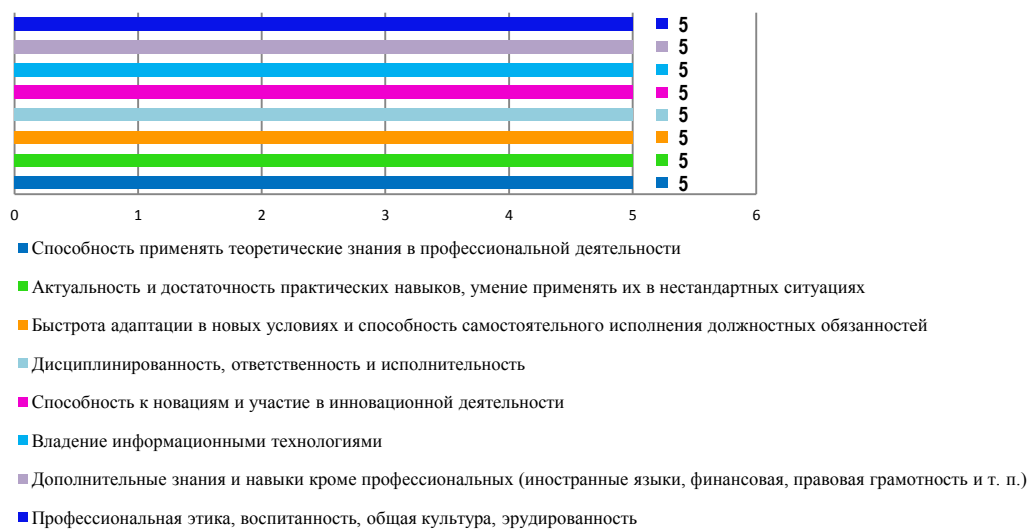 5
5
5
5
5
5
5
5
0 1 2 3 4 5 6
Способность применять теоретические знания в профессиональной деятельности
Актуальность и достаточность практических навыков, умение применять их в нестандартных ситуациях
Быстрота адаптации в новых условиях и способность самостоятельного исполнения должностных обязанностей
Дисциплинированность, ответственность и исполнительность
Способность к новациям и участие в инновационной деятельности
Владение информационными технологиями
Дополнительные знания и навыки кроме профессиональных (иностранные языки, финансовая, правовая грамотность и т. п.)
Профессиональная этика, воспитанность, общая культура, эрудированность